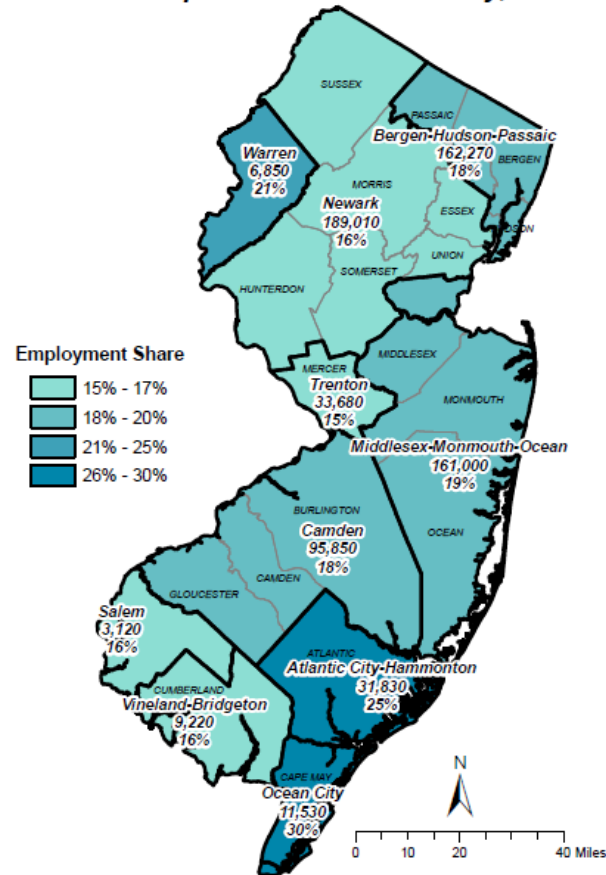 SUSSEX
PASSAIC
Bergen-Hudson-Passaic
162,270
18%
BERGEN
Warren
6,850
21%
MORRIS
Newark
189,010
16%
ESSEX
UNION
SOMERSET
HUNTERDON
Employment Share
15% - 17%
18% - 20%
21% - 25%
26% - 30%
MERCER
Trenton
33,680
15%
MIDDLESEX
MONMOUTH
Middlesex-Monmouth-Ocean
161,000
19%
OCEAN
BURLINGTON
Camden
95,850
18%
CAMDEN
GLOUCESTER
Salem
3,120
16%
ATLANTIC
Atlantic City-Hammonton
31,830
25%
CUMBERLAND
Vineland-Bridgeton
9,220
16%
CAPE MAY
Ocean City
11,530
30%
N
0 10 20 40 Miles